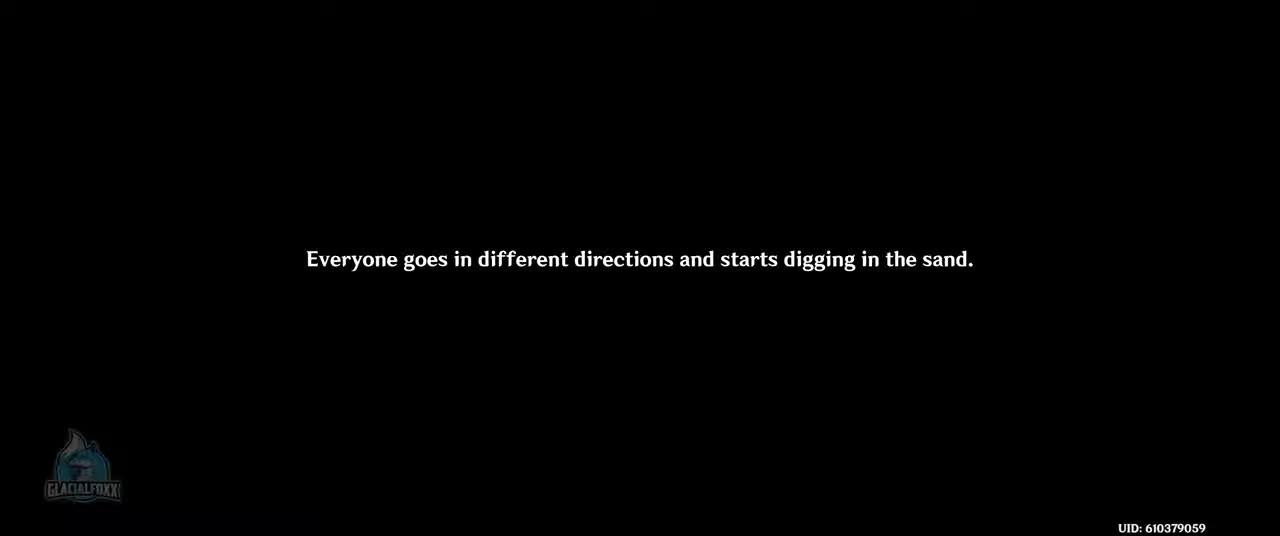 Everyone goes in different directions and starts digging in the sand.
GLACIALFOXX
UID: 610379059